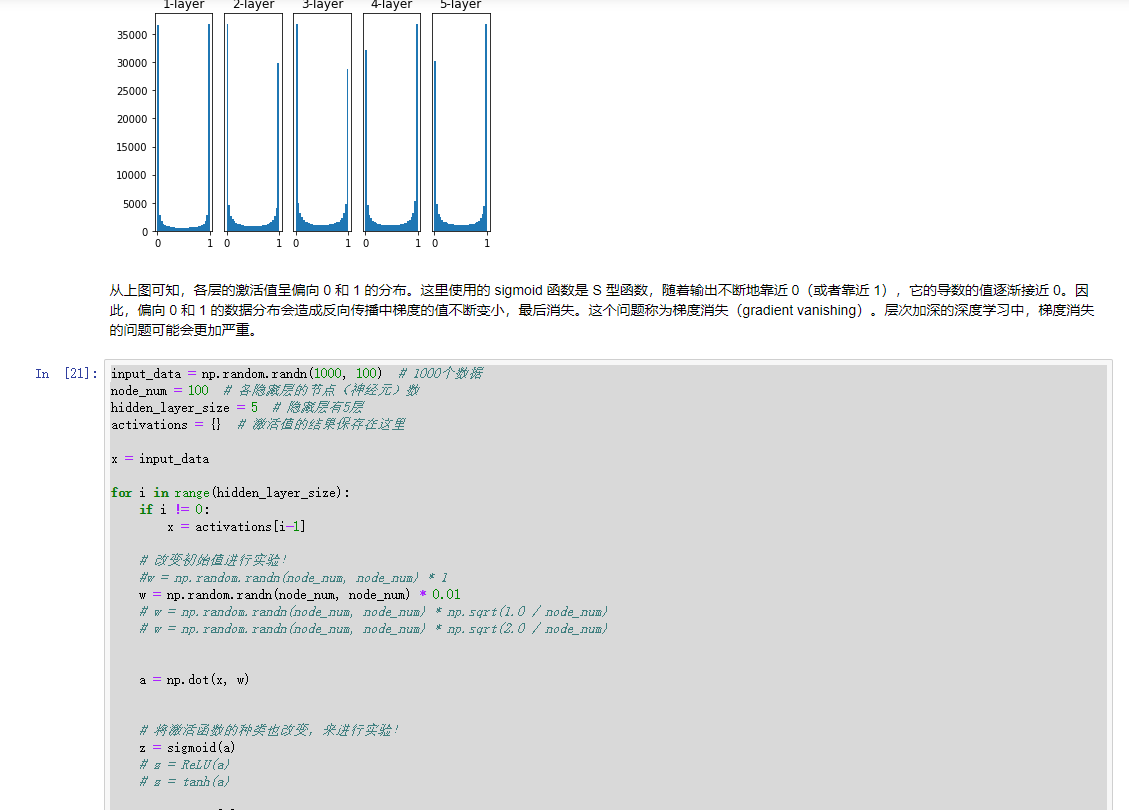 1-layer 2-layer 3-layer 4-layer 5-layer
35000
30000
25000
20000
15000
10000
5000
0
0 1 0 1 0 1 0 1 0 1
从上图可知，各层的激活值呈偏向 0 和 1 的分布。这里使用的 sigmoid 函数是 S 型函数，随着输出不断地靠近 0（或者靠近 1），它的导数的值逐渐接近 0。因
此，偏向 0 和 1 的数据分布会造成反向传播中梯度的值不断变小，最后消失。这个问题称为梯度消失（gradient vanishing）。层次加深的深度学习中，梯度消失
的问题可能会更加严重。
In [21]: input_data = np.random.randn(1000, 100)  # 1000个数据
node_num = 100  # 各隐藏层的节点（神经元）数
hidden_layer_size = 5  # 隐藏层有5层
activations = {}  # 激活值的结果保存在这里
x = input_data
for i in range(hidden_layer_size):
    if i != 0:
        x = activations[i-1]
    # 改变初始值进行实验！
    #w = np.random.randn(node_num, node_num) * 1
    w = np.random.randn(node_num, node_num) * 0.01
    # w = np.random.randn(node_num, node_num) * np.sqrt(1.0 / node_num)
    # w = np.random.randn(node_num, node_num) * np.sqrt(2.0 / node_num)
    a = np.dot(x, w)
    # 将激活函数的种类也改变，来进行实验！
    z = sigmoid(a)
    # z = ReLU(a)
    # z = tanh(a)